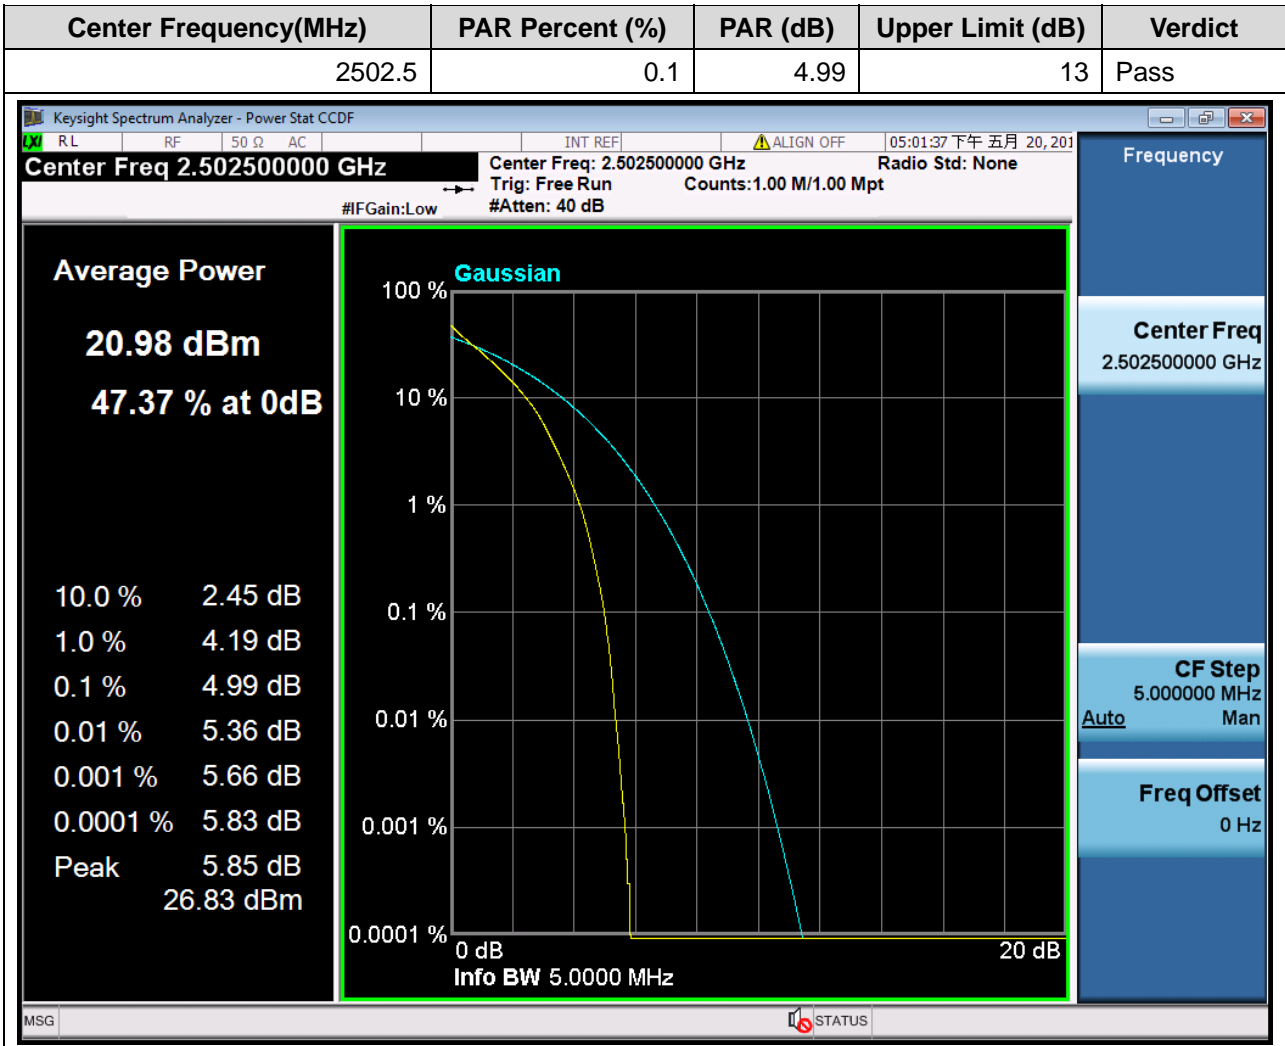 Center Frequency(MHz) PAR Percent (%) PAR (dB) Upper Limit (dB) Verdict
2502.5 0.1 4.99 13 Pass
Keysight Spectrum Analyzer - Power Stat CCDF
LXI RL RF 50 Ω AC INT REF ALIGN OFF 05:01:37 下午 五月 20, 201
Center Freq 2.502500000 GHz
Center Freq: 2.502500000 GHz Radio Std: None
Trig: Free Run Counts:1.00 M/1.00 Mpt
#IFGain:Low #Atten: 40 dB
Average Power
20.98 dBm
47.37 % at 0dB
10.0 % 2.45 dB
1.0 % 4.19 dB
0.1 % 4.99 dB
0.01 % 5.36 dB
0.001 % 5.66 dB
0.0001 % 5.83 dB
Peak 5.85 dB
26.83 dBm
Gaussian
100 %
10 %
1 %
0.1 %
0.01 %
0.001 %
0.0001 %
0 dB 20 dB
Info BW 5.0000 MHz
Frequency
Center Freq
2.502500000 GHz
CF Step
5.000000 MHz
Auto Man
Freq Offset
0 Hz
MSG STATUS